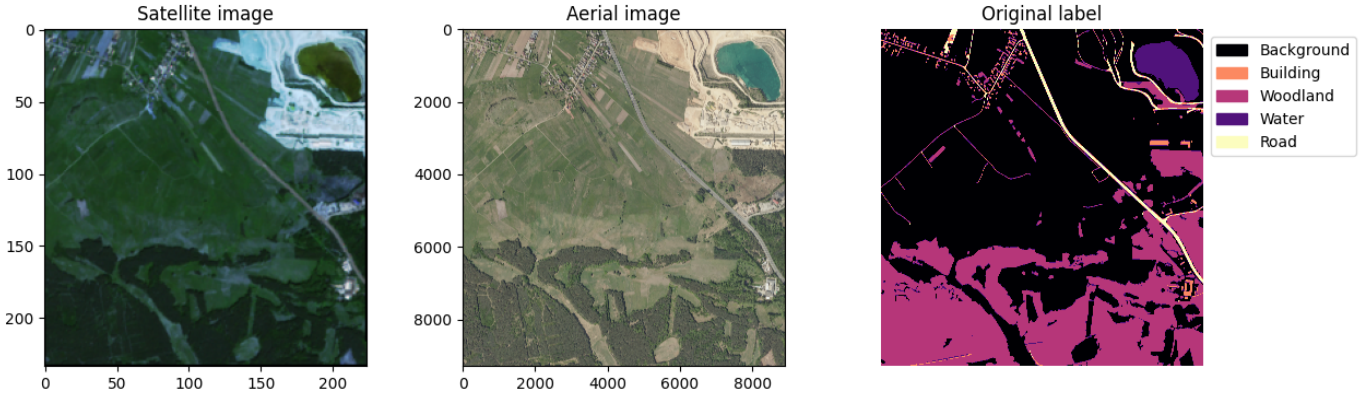 Satellite image
0
50
100
150
200
0 50 100 150 200
Aerial image
0
2000
4000
6000
8000
0 2000 4000 6000 8000
Original label
Background
Building
Woodland
Water
Road